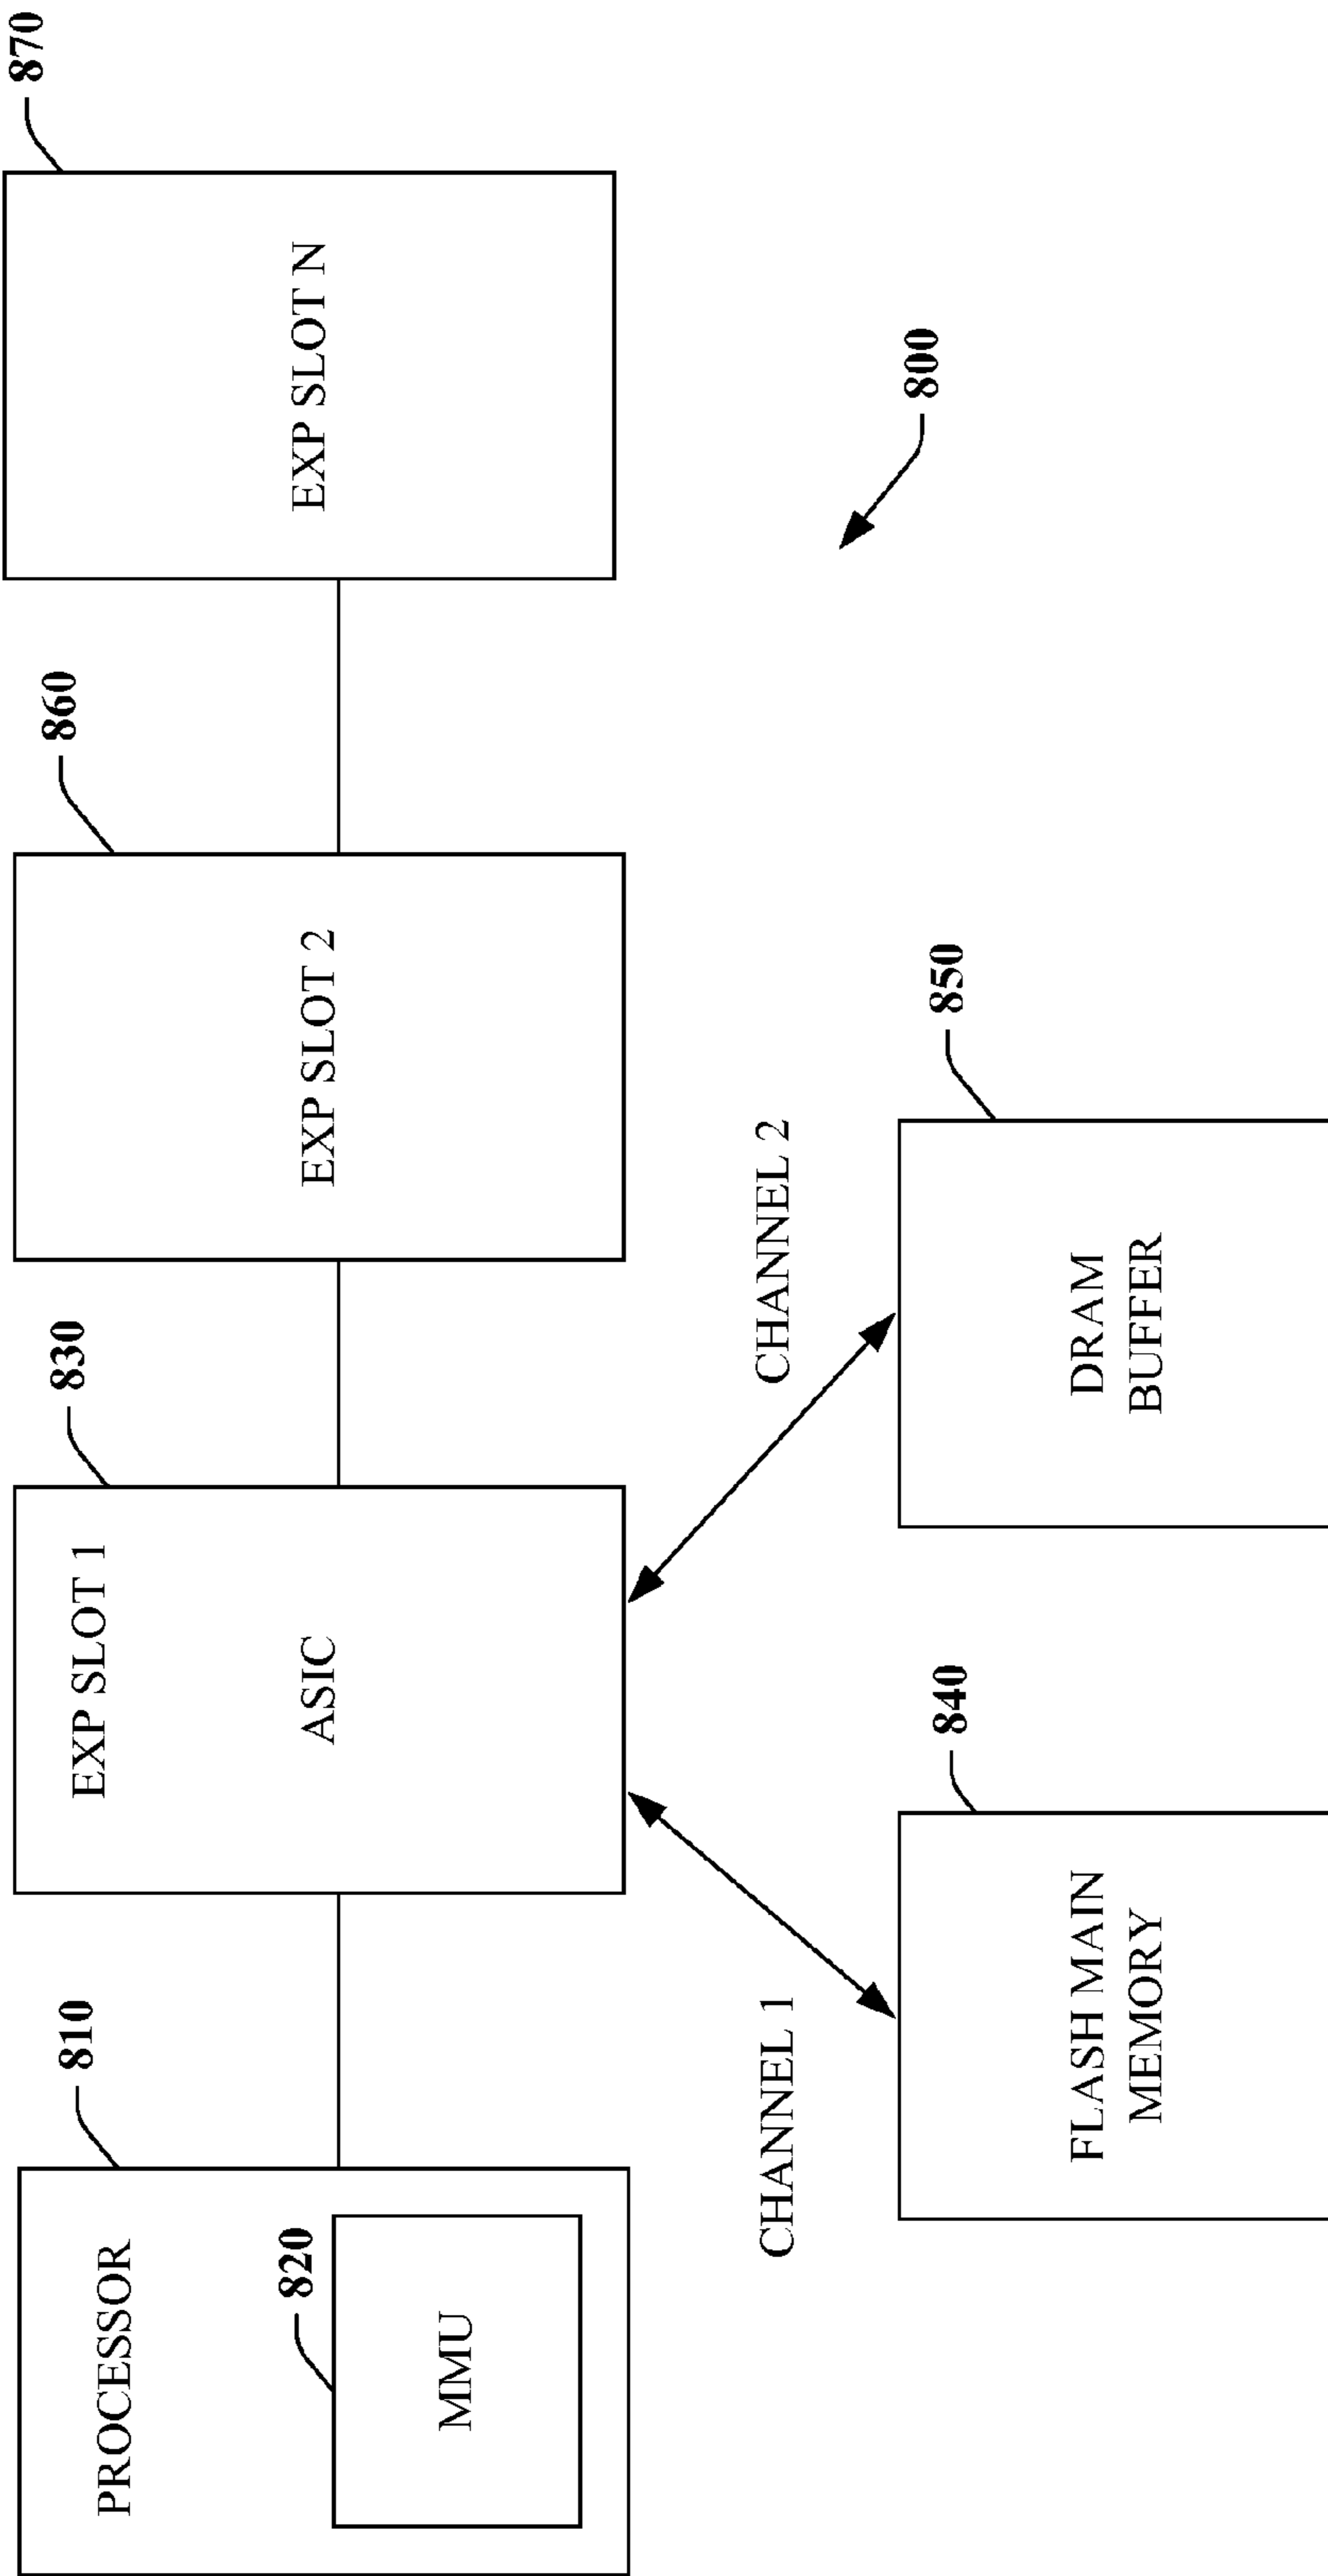 810
PROCESSOR
820
MMU
830
EXP SLOT 1
ASIC
860
EXP SLOT 2
870
EXP SLOT N
CHANNEL 1
CHANNEL 2
840
FLASH MAIN
MEMORY
850
DRAM
BUFFER
800